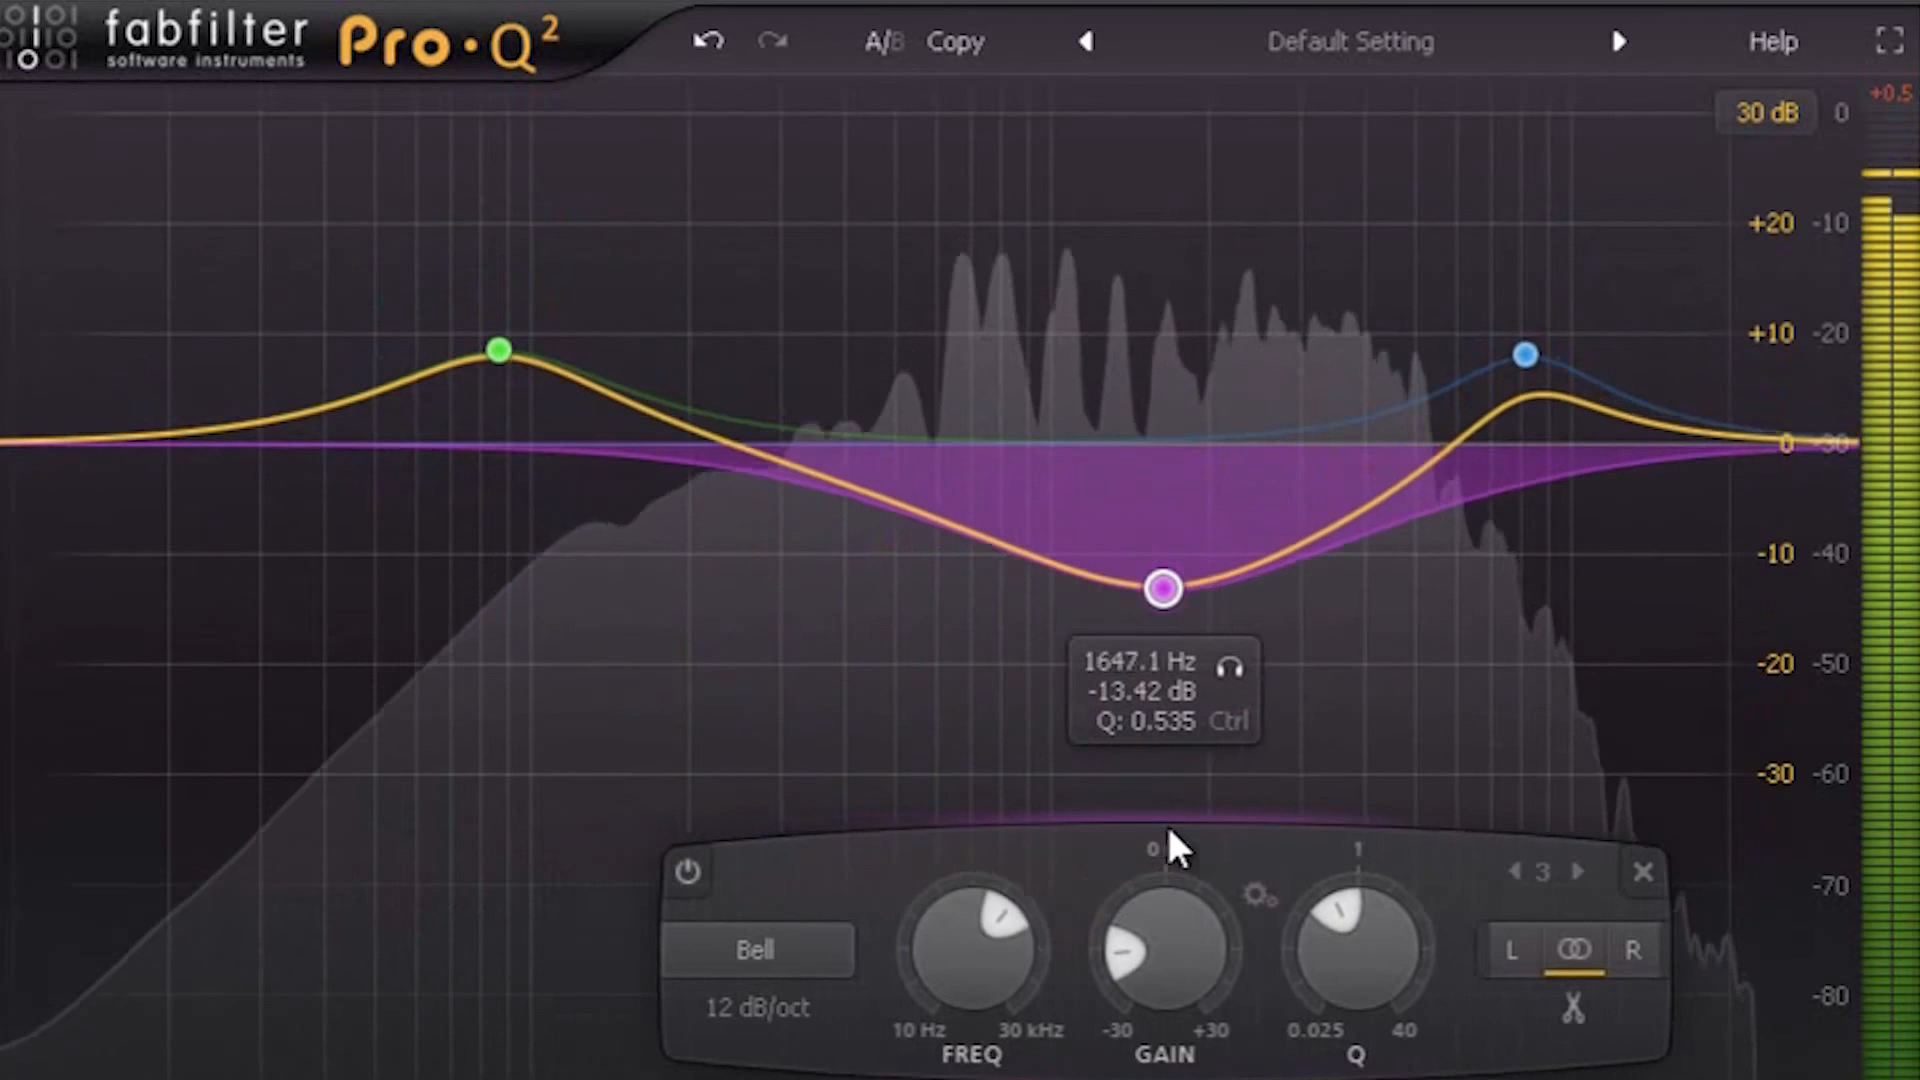 fabfilter
software instruments
Pro·Q²
A/B Copy
Default Setting
Help
+0.5
30 dB 0
+20 -10
+10 -20
0 -30
-10 -40
-20 -50
-30 -60
-70
-80
1647.1 Hz
-13.42 dB
Q: 0.535 Ctrl
0
1
3
Bell
12 dB/oct
10 Hz 30 kHz
FREQ
-30 +30
GAIN
0.025 40
Q
L R